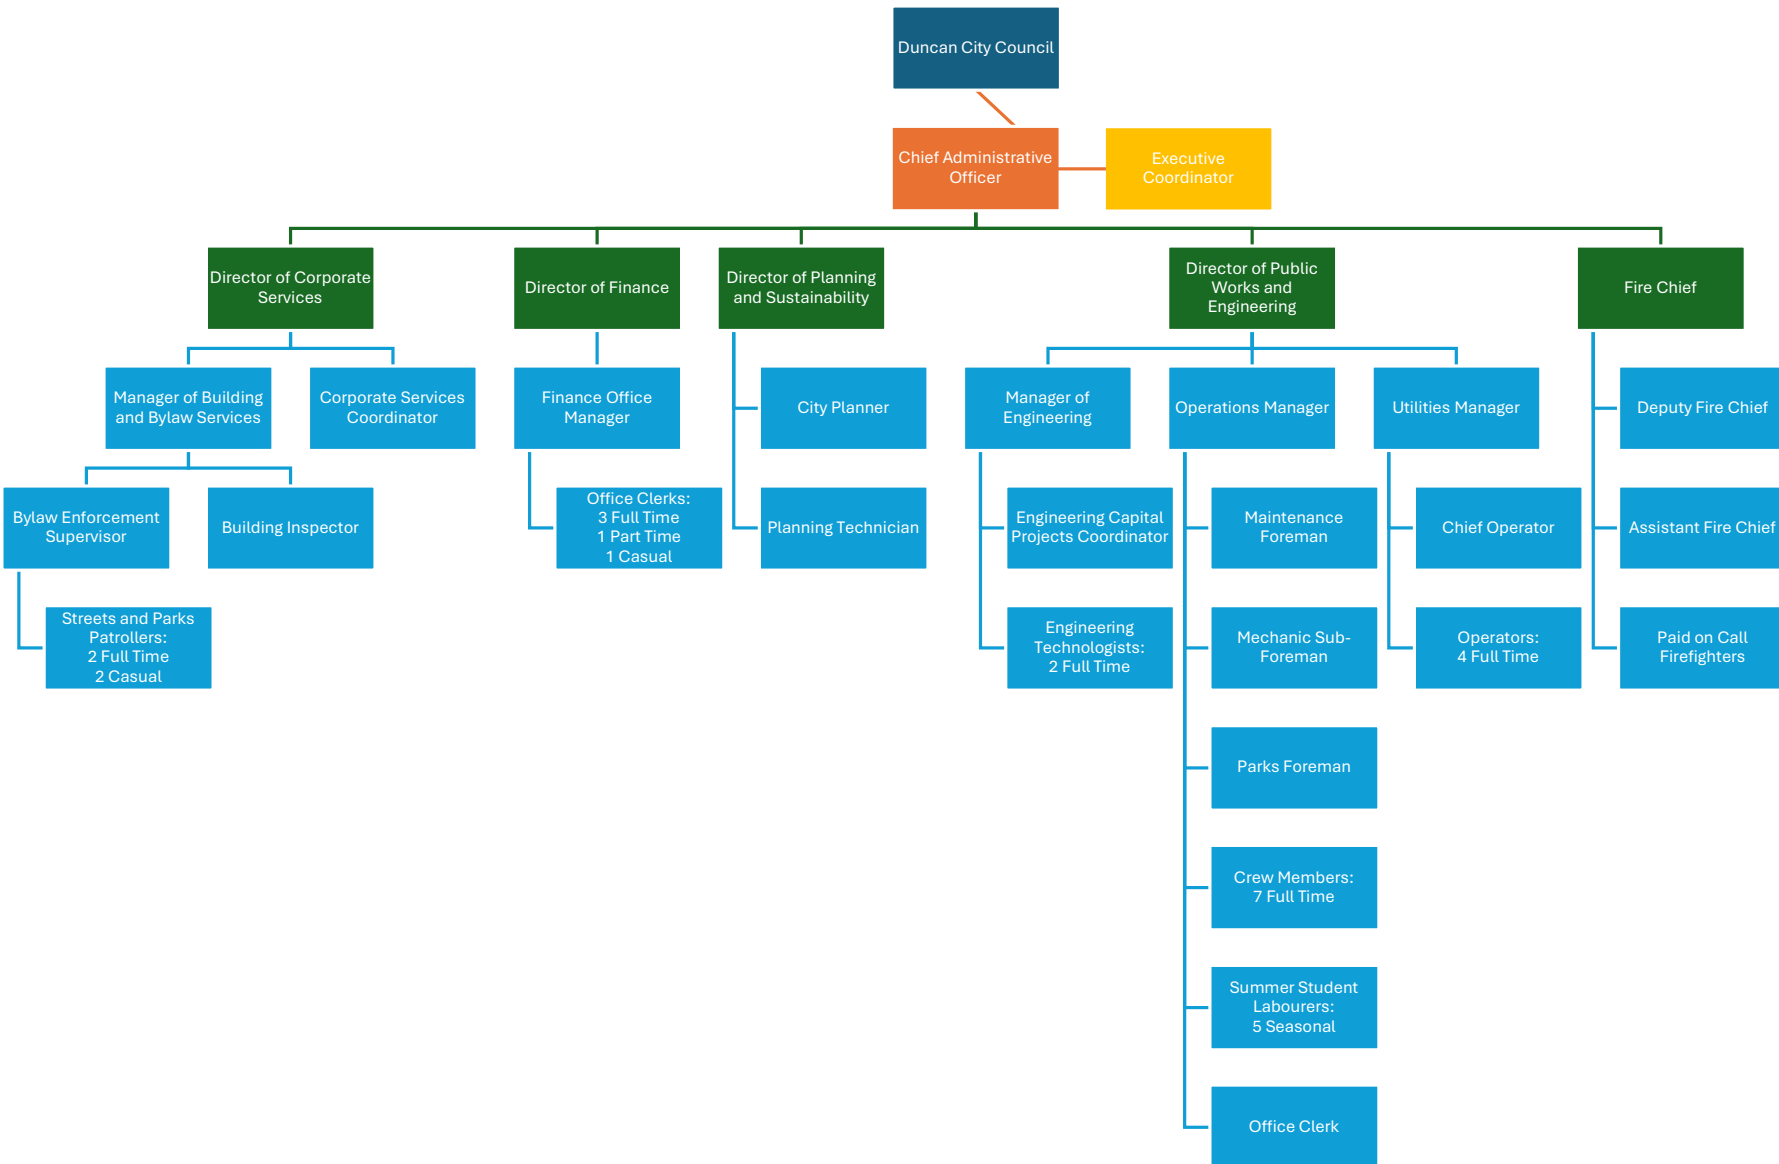 Duncan City Council
Chief Administrative
Officer
Executive
Coordinator
Director of Corporate
Services
Director of Finance
Director of Planning
and Sustainability
Director of Public
Works and
Engineering
Fire Chief
Manager of Building
and Bylaw Services
Corporate Services
Coordinator
Finance Office
Manager
City Planner
Manager of
Engineering
Operations Manager
Utilities Manager
Deputy Fire Chief
Bylaw Enforcement
Supervisor
Building Inspector
Office Clerks:
3 Full Time
1 Part Time
1 Casual
Planning Technician
Engineering Capital
Projects Coordinator
Maintenance
Foreman
Chief Operator
Assistant Fire Chief
Streets and Parks
Patrollers:
2 Full Time
2 Casual
Engineering
Technologists:
2 Full Time
Mechanic Sub-
Foreman
Operators:
4 Full Time
Paid on Call
Firefighters
Parks Foreman
Crew Members:
7 Full Time
Summer Student
Labourers:
5 Seasonal
Office Clerk